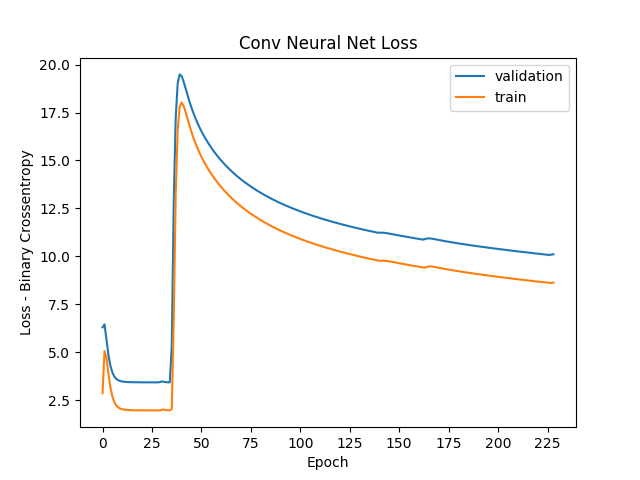 Conv Neural Net Loss
validation
train
Loss - Binary Crossentropy
20.0
17.5
15.0
12.5
10.0
7.5
5.0
2.5
0 25 50 75 100 125 150 175 200 225
Epoch